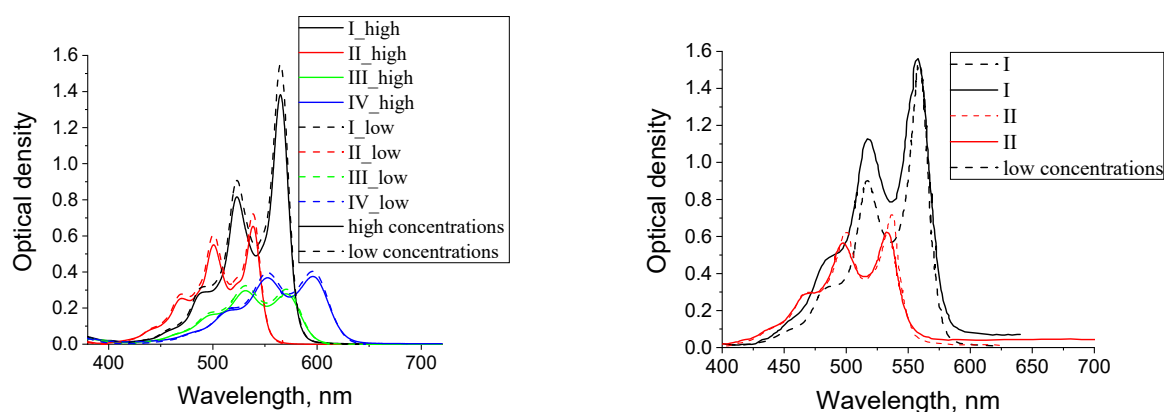 I_high
II_high
III_high
IV_high
I_low
II_low
III_low
IV_low
high concentrations
low concentrations
1.6
1.4
1.2
1.0
0.8
0.6
0.4
0.2
0.0
400 500 600 700
Optical density
Wavelength, nm
I
I
II
II
low concentrations
1.6
1.4
1.2
1.0
0.8
0.6
0.4
0.2
0.0
400 450 500 550 600 650 700
Optical density
Wavelength, nm